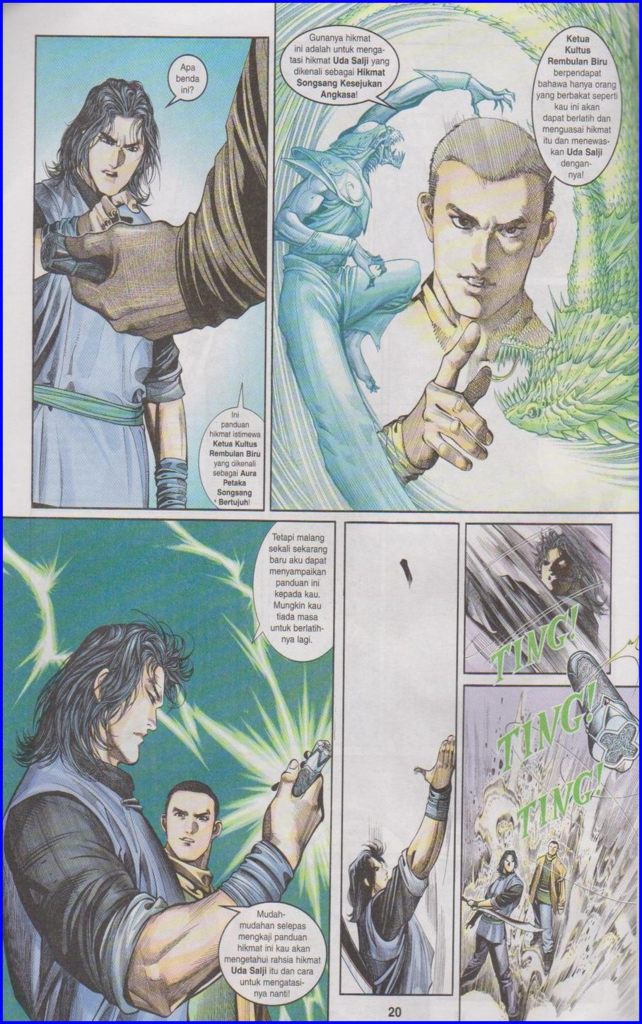 Apa
benda
ini?
Ini
panduan
hikmat istimewa
Ketua Kultus
Rembulan Biru
yang dikenali
sebagai Aura
Petaka
Songsang
Bertujuh!
Gunanya hikmat
ini adalah untuk menga-
tasi hikmat Uda Salji yang
dikenali sebagai Hikmat
Songsang Kesejukan
Angkasa!
Ketua
Kultus
Rembulan Biru
berpendapat
bahawa hanya orang
yang berbakat seperti
kau ini akan
dapat berlatih dan
menguasai hikmat
itu dan menewas-
kan Uda Salji
dengan-
nya!
Tetapi malang
sekali sekarang
baru aku dapat
menyampaikan
panduan ini
kepada kau.
Mungkin kau
tiada masa
untuk berlatih-
nya lagi.
Mudah-
mudahan selepas
mengkaji panduan
hikmat ini kau akan
mengetahui rahsia hikmat
Uda Salji itu dan cara
untuk mengatasi-
nya nanti!
TING!
TING!
TING!
20